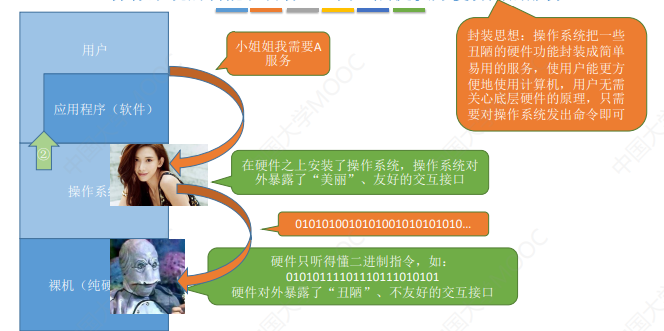 用户
小姐姐我需要A
服务
封装思想：操作系统把一些
丑陋的硬件功能封装成简单
易用的服务，使用户能更方
便地使用计算机，用户无需
关心底层硬件的原理，只需
要对操作系统发出命令即可
应用程序（软件）
②
在硬件之上安装了操作系统，操作系统对
外暴露了“美丽”、友好的交互接口
操作系
010101001010100101010101010…
裸机（纯硬
硬件只听得懂二进制指令，如：
01010111101110111010101
硬件对外暴露了“丑陋”、不友好的交互接口
中国大学MOOC